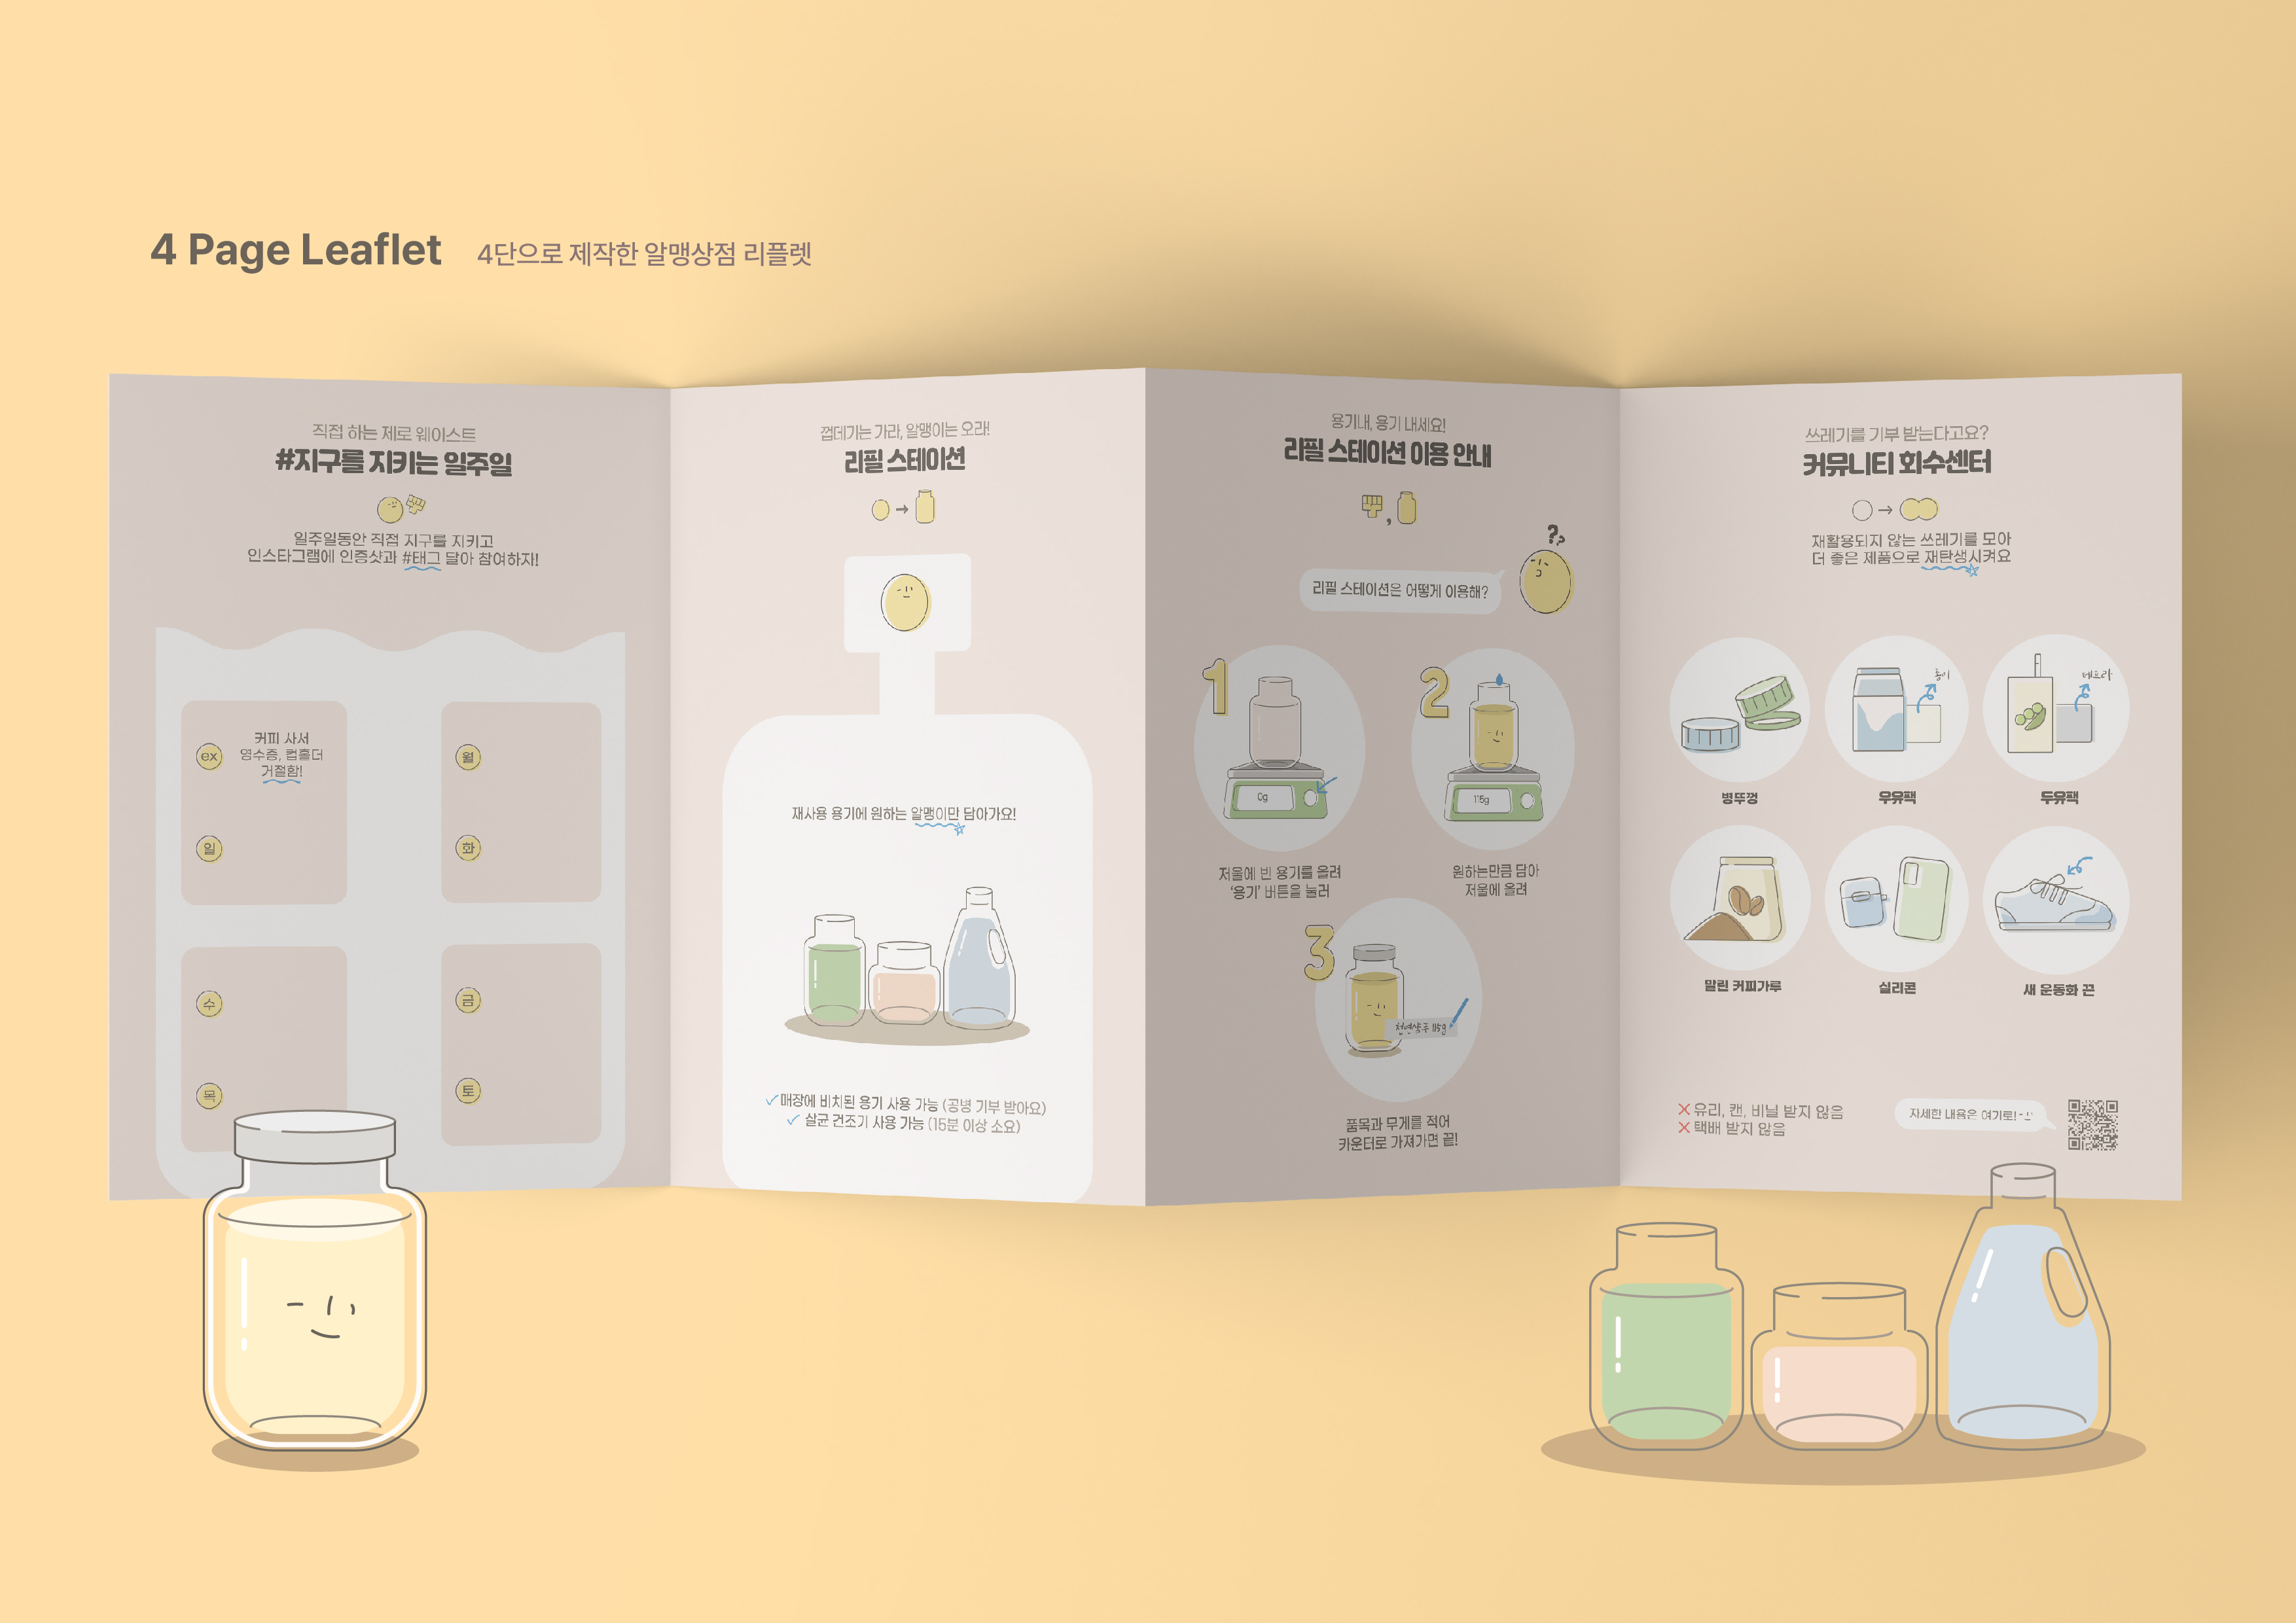 4 Page Leaflet
4단으로 제작한 알맹상점 리플렛
직접 하는 제로 웨이스트
#지구를 지키는 일주일
일주일동안 직접 지구를 지키고
인스타그램에 인증샷과 #태그 달아 참여하자!
ex
커피 사서
영수증, 컵홀더
거절함!
일
월
화
수
목
금
토
껍데기는 가라, 알맹이는 오라!
리필 스테이션
재사용 용기에 원하는 알맹이만 담아가요!
매장에 비치된 용기 사용 가능 (공병 기부 받아요)
살균 건조기 사용 가능 (15분 이상 소요)
용기내, 용기 내세요!
리필 스테이션 이용 안내
??
리필 스테이션은 어떻게 이용해?
1
0g
저울에 빈 용기를 올려
'용기' 버튼을 눌러
2
115g
원하는만큼 담아
저울에 올려
3
115g
품목과 무게를 적어
카운터로 가져가면 끝!
쓰레기를 기부 받는다고요?
커뮤니티 회수센터
재활용되지 않는 쓰레기를 모아
더 좋은 제품으로 재탄생시켜요
종이
테트라
병뚜껑
우유팩
두유팩
말린 커피가루
실리콘
새 운동화 끈
유리, 캔, 비닐 받지 않음
택배 받지 않음
자세한 내용은 여기로!